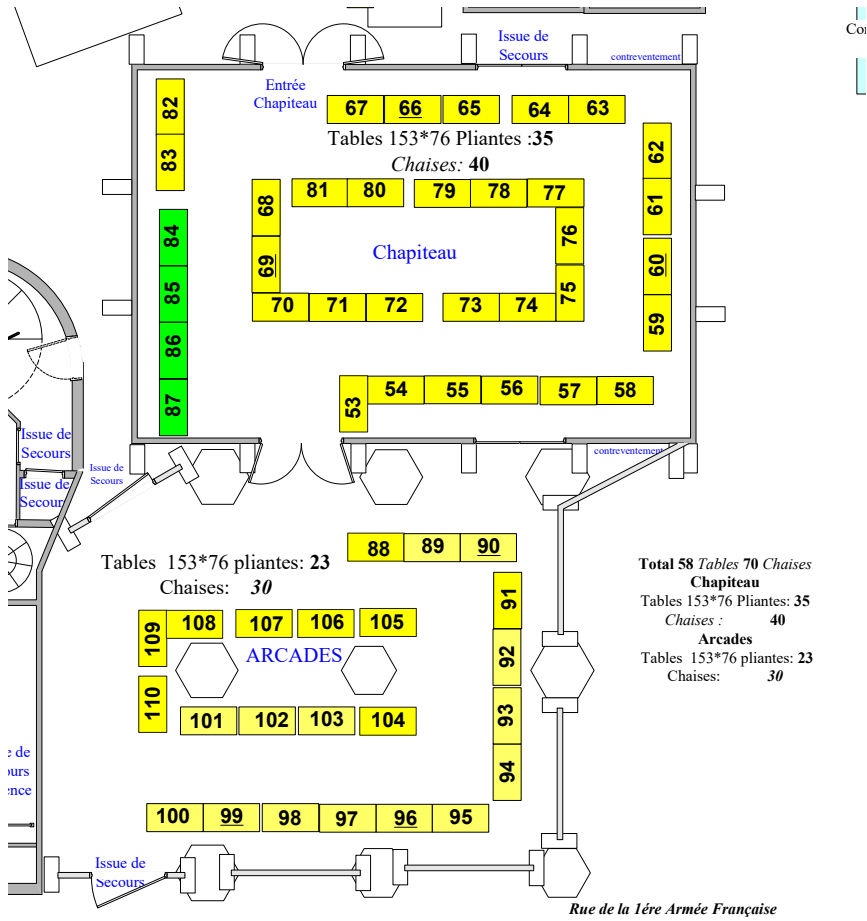 Issue de
Secours
contreventement
Cor
Entrée
Chapiteau
82
83
67 66 65 64 63
Tables 153*76 Pliantes :35
Chaises: 40
62
61
60
59
81 80 79 78 77
68
69
76
75
Chapiteau
70 71 72 73 74
84
85
86
87
53
54 55 56 57 58
contreventement
Issue de
Secours
Issue de
Secour
Issue de
Secours
88 89 90
Tables 153*76 pliantes: 23
Chaises: 30
91
92
93
94
109
108 107 106 105
ARCADES
110
101 102 103 104
100 99 98 97 96 95
Total 58 Tables 70 Chaises
Chapiteau
Tables 153*76 Pliantes: 35
Chaises : 40
Arcades
Tables 153*76 pliantes: 23
Chaises: 30
e de
ours
ence
Issue de
Secours
Rue de la 1ére Armée Française